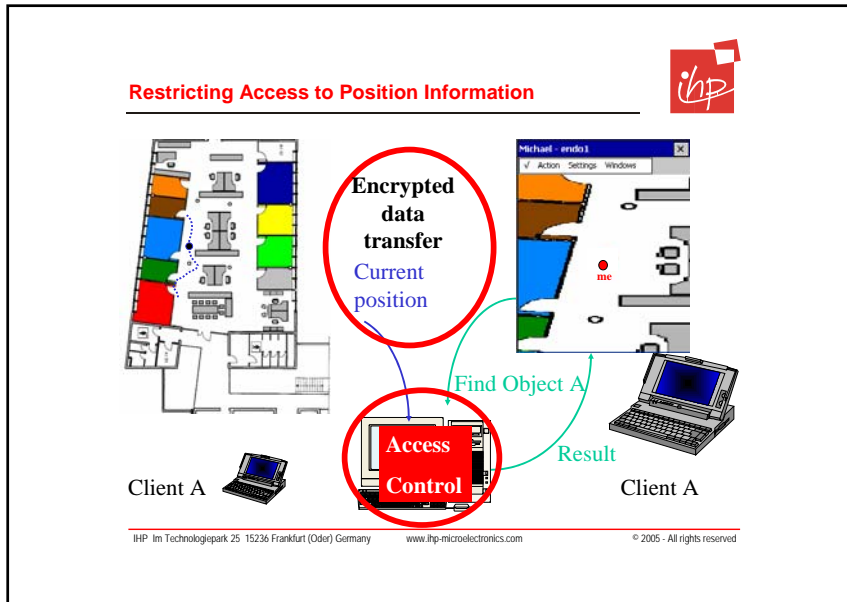 Restricting Access to Position Information
ihp
Encrypted
data
transfer
Current
position
Michael - endo1
√ Action Settings Windows
me
Find Object A
Access
Control
Result
Client A
Client A
IHP Im Technologiepark 25 15236 Frankfurt (Oder) Germany www.ihp-microelectronics.com © 2005 - All rights reserved